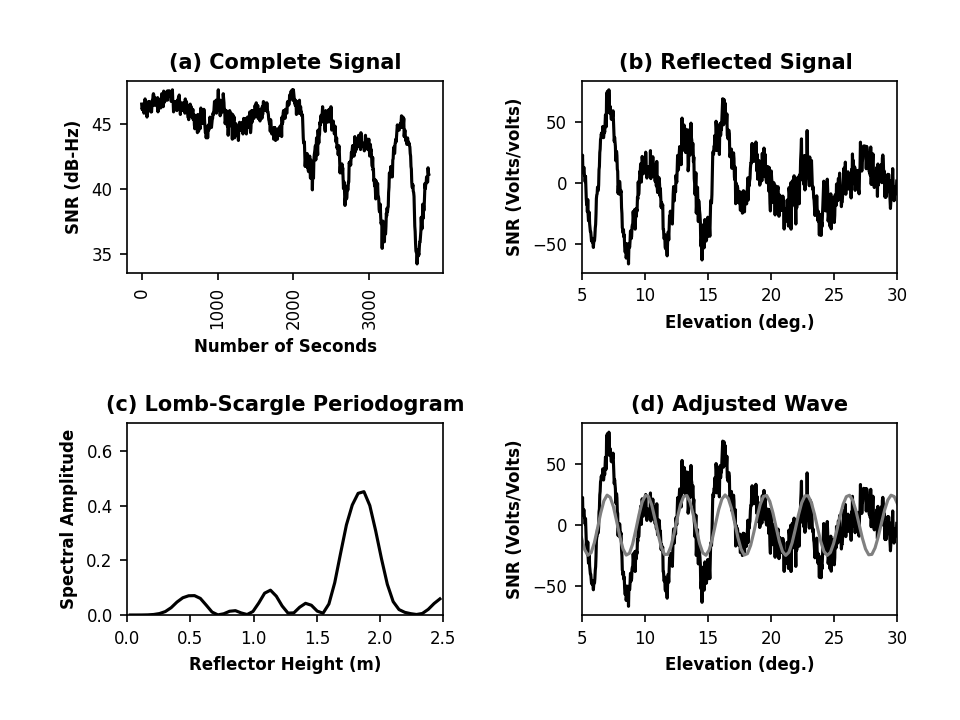 (a) Complete Signal
SNR (dB-Hz)
45
40
35
0
1000
2000
3000
Number of Seconds
(b) Reflected Signal
SNR (Volts/volts)
50
0
−50
5 10 15 20 25 30
Elevation (deg.)
(c) Lomb-Scargle Periodogram
Spectral Amplitude
0.6
0.4
0.2
0.0
0.0 0.5 1.0 1.5 2.0 2.5
Reflector Height (m)
(d) Adjusted Wave
SNR (Volts/Volts)
50
0
−50
5 10 15 20 25 30
Elevation (deg.)